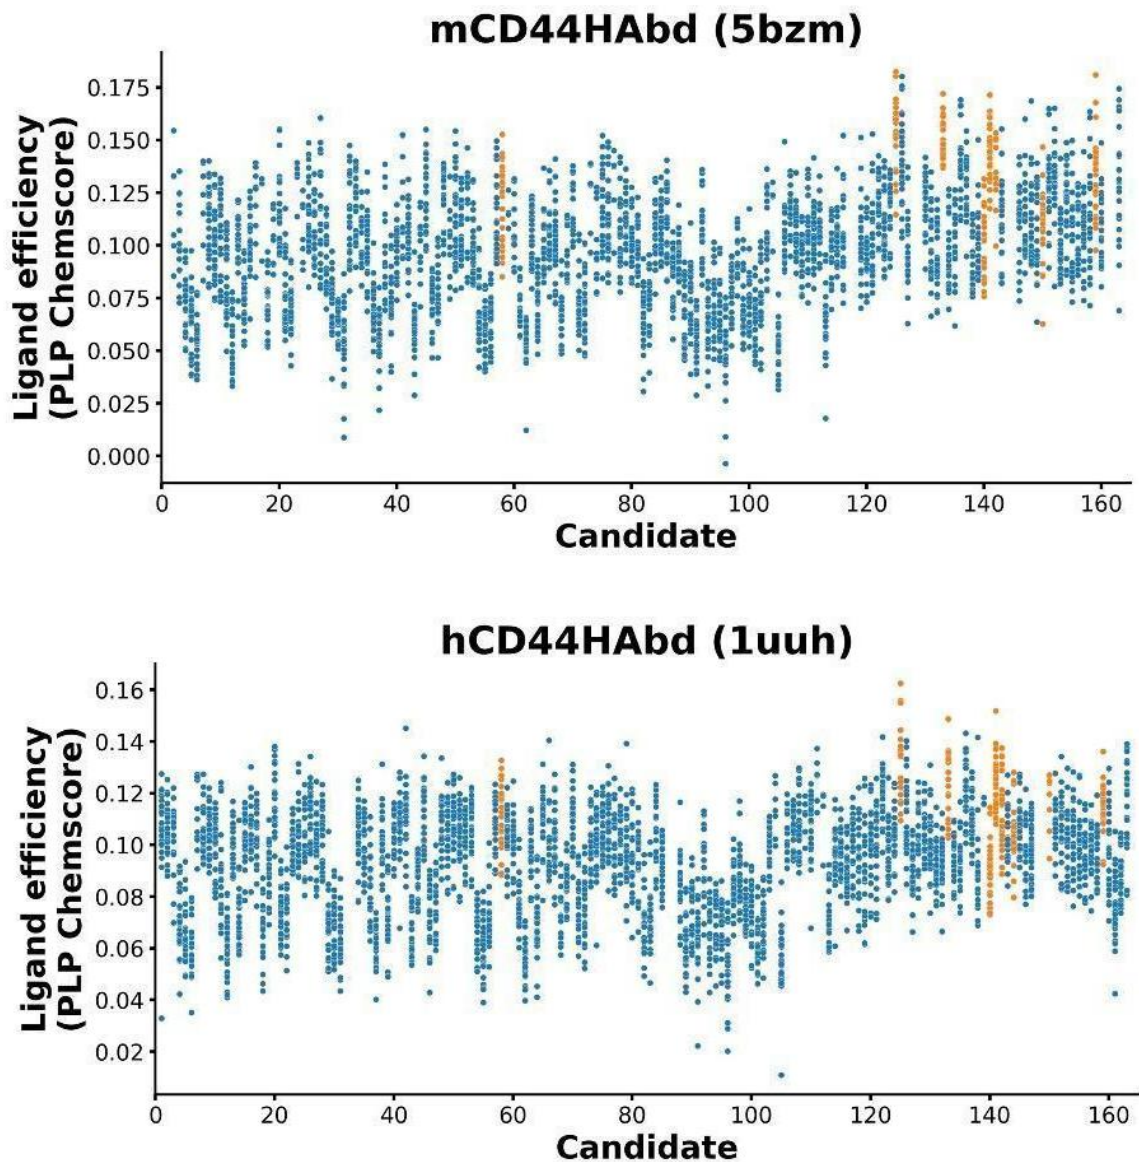 mCD44HAbd (5bzm)
Ligand efficiency
(PLP Chemscore)
0.175
0.150
0.125
0.100
0.075
0.050
0.025
0.000
0 20 40 60 80 100 120 140 160
Candidate
hCD44HAbd (1uuh)
Ligand efficiency
(PLP Chemscore)
0.16
0.14
0.12
0.10
0.08
0.06
0.04
0.02
0 20 40 60 80 100 120 140 160
Candidate